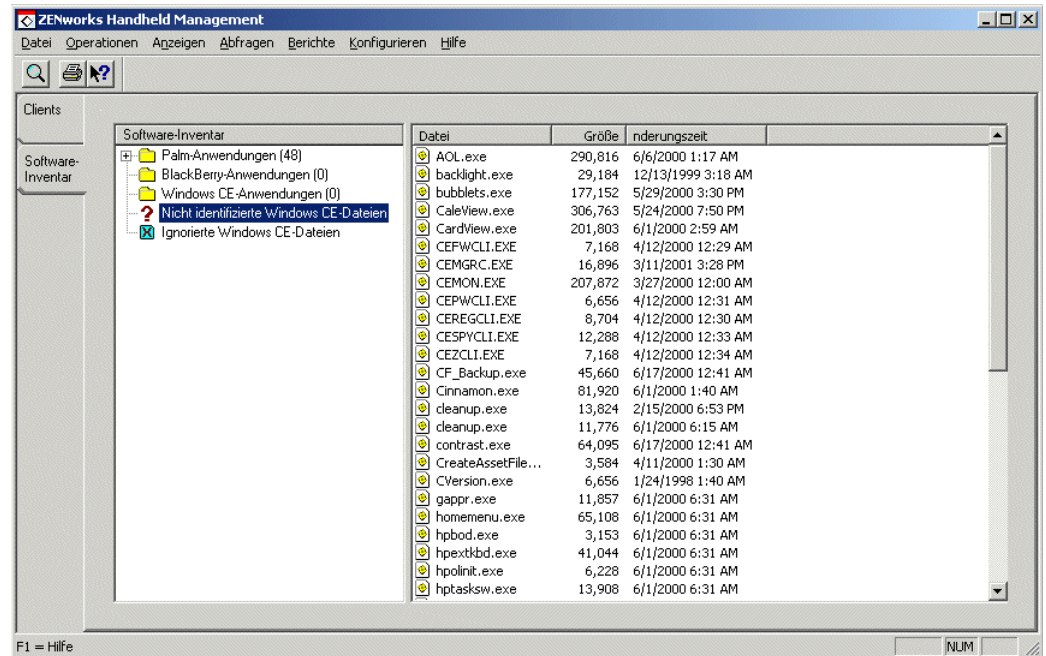 ZENworks Handheld Management
Datei Operationen Anzeigen Abfragen Berichte Konfigurieren Hilfe
Clients
Software-Inventar
Software-Inventar
Palm-Anwendungen (48)
BlackBerry-Anwendungen (0)
Windows CE-Anwendungen (0)
Nicht identifizierte Windows CE-Dateien
Ignorierte Windows CE-Dateien
Datei Größe nderungszeit
AOL.exe 290,816 6/6/2000 1:17 AM
backlight.exe 29,184 12/13/1999 3:18 AM
bubblets.exe 177,152 5/29/2000 3:30 PM
CaleView.exe 306,763 5/24/2000 7:50 PM
CardView.exe 201,803 6/1/2000 2:59 AM
CEFWCLI.EXE 7,168 4/12/2000 12:29 AM
CEMGRC.EXE 16,896 3/11/2001 3:28 PM
CEMON.EXE 207,872 3/27/2000 12:00 AM
CEPWCLI.EXE 6,656 4/12/2000 12:31 AM
CEREGCLI.EXE 8,704 4/12/2000 12:30 AM
CESPYCLI.EXE 12,288 4/12/2000 12:33 AM
CEZCLI.EXE 7,168 4/12/2000 12:34 AM
CF_Backup.exe 45,660 6/17/2000 12:41 AM
Cinnamon.exe 81,920 6/1/2000 1:40 AM
cleanup.exe 13,824 2/15/2000 6:53 PM
cleanup.exe 11,776 6/1/2000 6:15 AM
contrast.exe 64,095 6/17/2000 12:41 AM
CreateAssetFile... 3,584 4/11/2000 1:30 AM
CVersion.exe 6,656 1/24/1998 1:40 AM
gappr.exe 11,857 6/1/2000 6:31 AM
homemenu.exe 65,108 6/1/2000 6:31 AM
hpbod.exe 3,153 6/1/2000 6:31 AM
hpextkbd.exe 41,044 6/1/2000 6:31 AM
hpolinit.exe 6,228 6/1/2000 6:31 AM
hptasksw.exe 13,908 6/1/2000 6:31 AM
F1 = Hilfe NUM